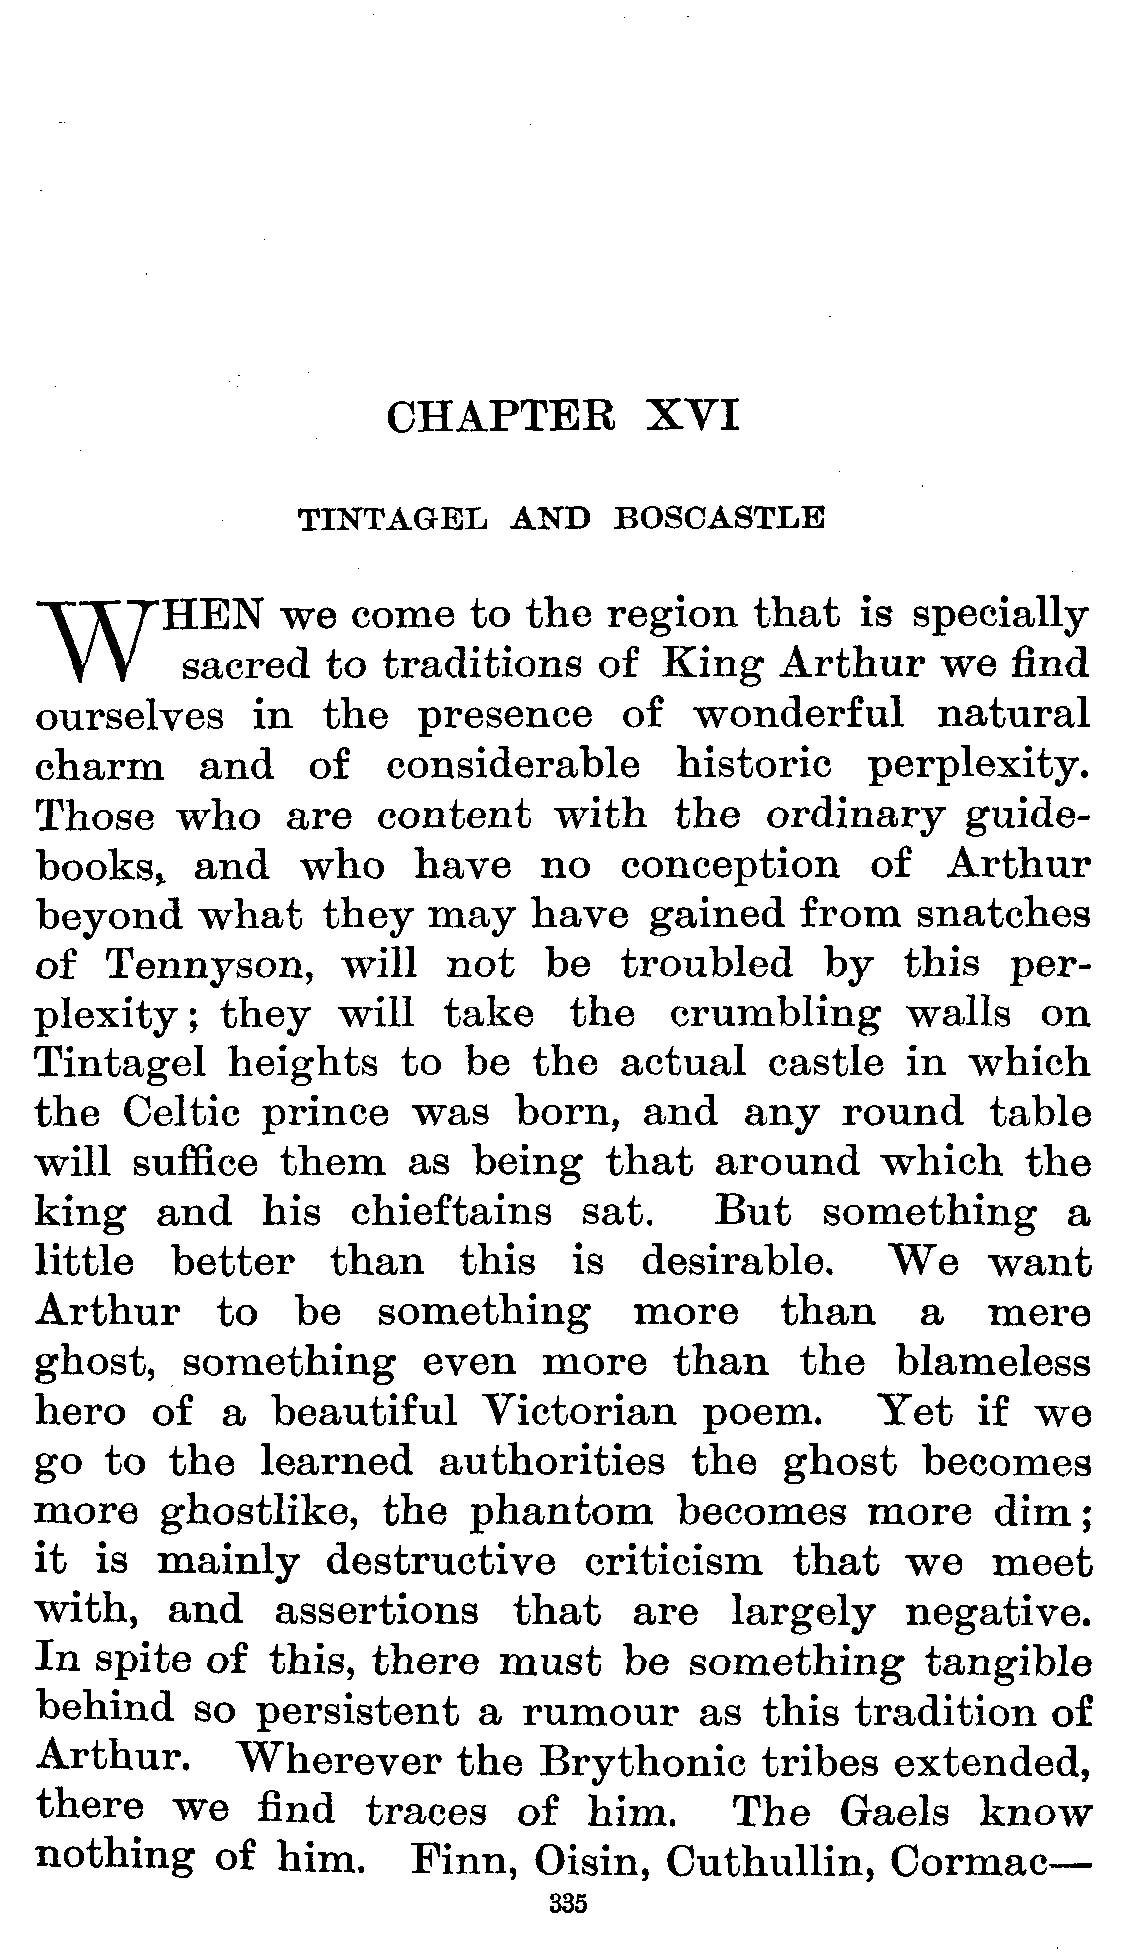 CHAPTER XVI
TINTAGEL AND BOSCASTLE
WHEN we come to the region that is specially
sacred to traditions of King Arthur we find
ourselves in the presence of wonderful natural
charm and of considerable historic perplexity.
Those who are content with the ordinary guide-
books, and who have no conception of Arthur
beyond what they may have gained from snatches
of Tennyson, will not be troubled by this per-
plexity; they will take the crumbling walls on
Tintagel heights to be the actual castle in which
the Celtic prince was born, and any round table
will suffice them as being that around which the
king and his chieftains sat. But something a
little better than this is desirable. We want
Arthur to be something more than a mere
ghost, something even more than the blameless
hero of a beautiful Victorian poem. Yet if we
go to the learned authorities the ghost becomes
more ghostlike, the phantom becomes more dim;
it is mainly destructive criticism that we meet
with, and assertions that are largely negative.
In spite of this, there must be something tangible
behind so persistent a rumour as this tradition of
Arthur. Wherever the Brythonic tribes extended,
there we find traces of him. The Gaels know
nothing of him. Finn, Oisin, Cuthullin, Cormac—
335